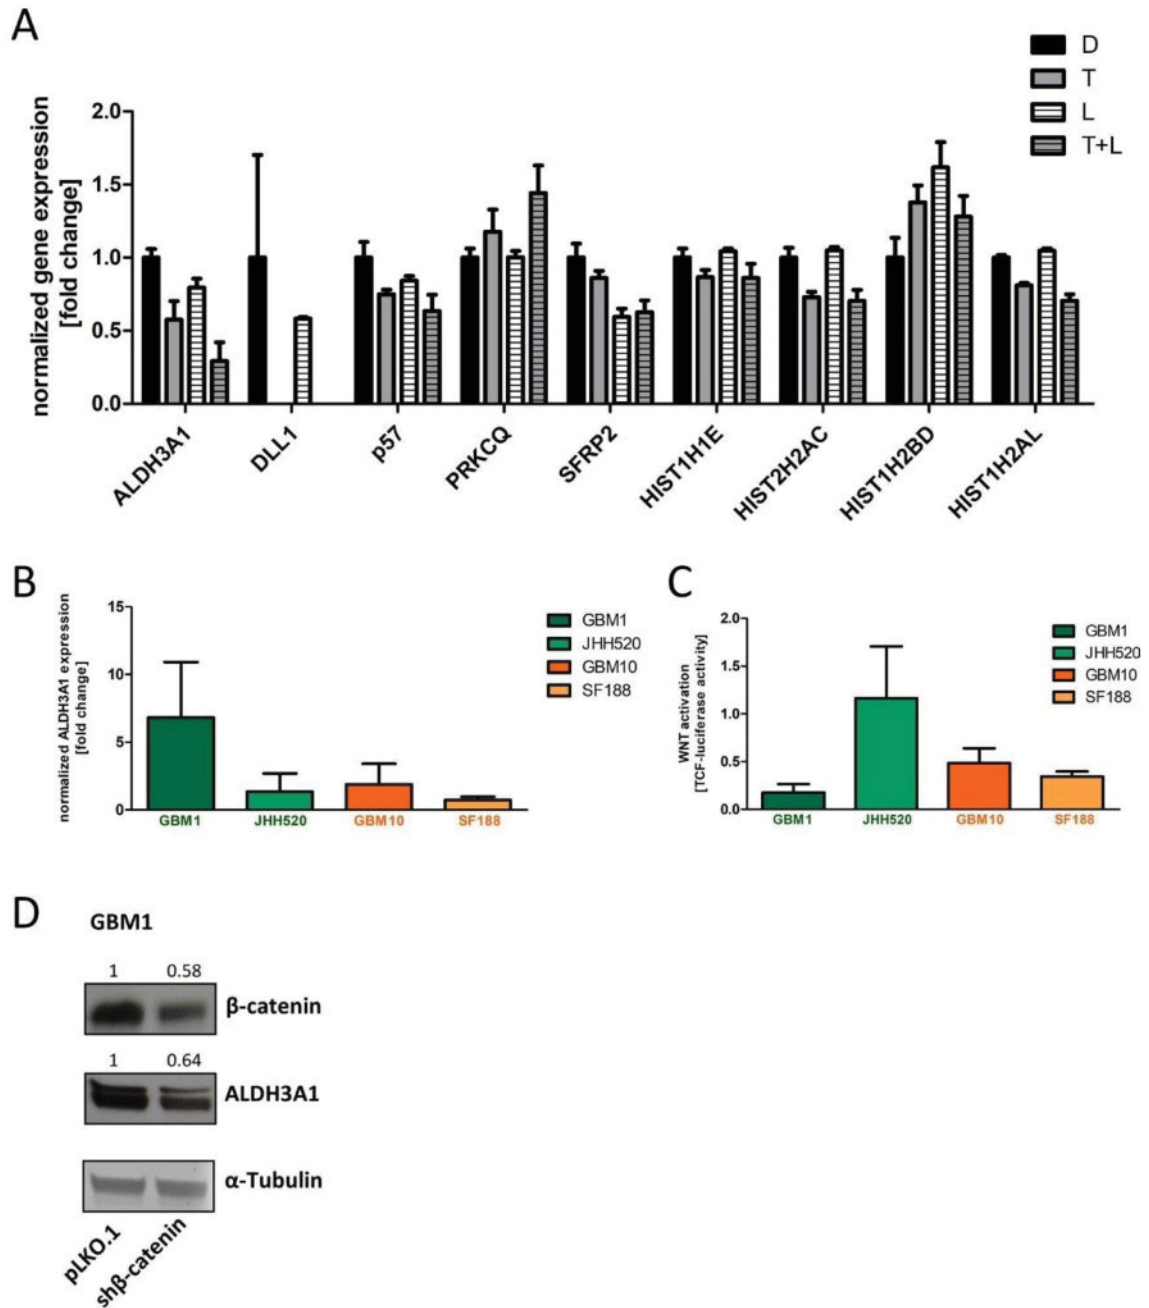 A
D
T
L
T+L
normalized gene expression
[fold change]
2.0
1.5
1.0
0.5
0.0
ALDH3A1
DLL1
p57
PRKCQ
SFRP2
HIST1H1E
HIST2H2AC
HIST1H2BD
HIST1H2AL
B
normalized ALDH3A1 expression
[fold change]
15
10
5
0
GBM1
JHH520
GBM10
SF188
GBM1
JHH520
GBM10
SF188
C
WNT activation
[TCF-luciferase activity]
2.0
1.5
1.0
0.5
0.0
GBM1
JHH520
GBM10
SF188
GBM1
JHH520
GBM10
SF188
D
GBM1
1 0.58
β-catenin
1 0.64
ALDH3A1
α-Tubulin
pLKO.1
shβ-catenin